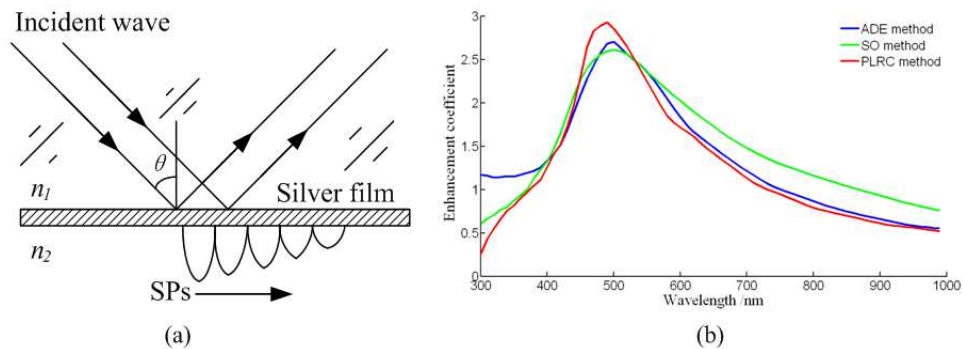 Incident wave
θ
n1
Silver film
n2
SPs
(a)
ADE method
SO method
PLRC method
Enhancement coefficient
3
2.5
2
1.5
1
0.5
0
300 400 500 600 700 800 900 1000
Wavelength /nm
(b)